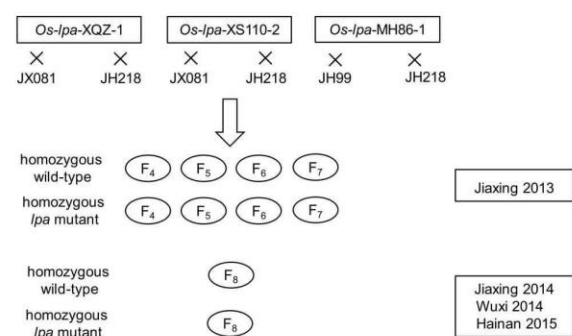 Os-lpa-XQZ-1 Os-lpa-XS110-2 Os-lpa-MH86-1
JX081 JH218 JX081 JH218 JH99 JH218
homozygous
wild-type
F4 F5 F6 F7
homozygous
lpa mutant
F4 F5 F6 F7
Jiaxing 2013
homozygous
wild-type
F8
homozygous
lpa mutant
F8
Jiaxing 2014
Wuxi 2014
Hainan 2015